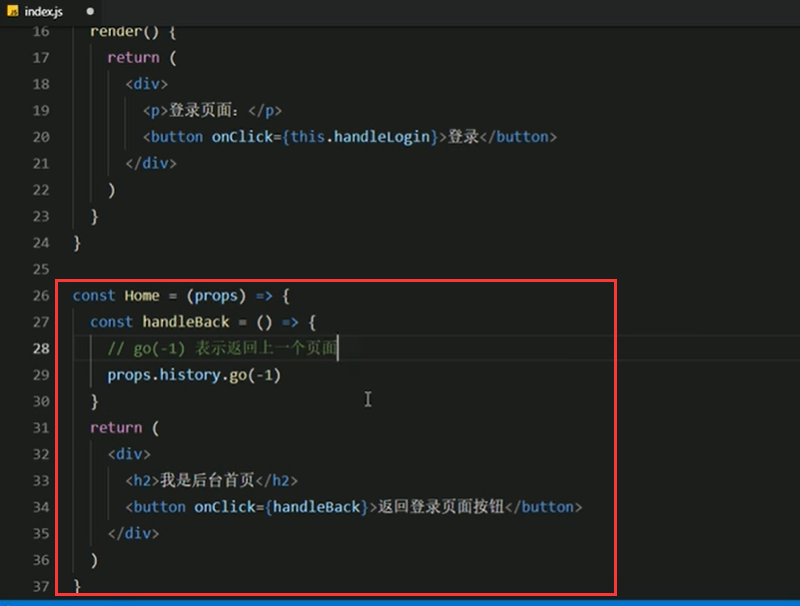 index.js
16 render() {
17 return (
18 <div>
19 <p>登录页面：</p>
20 <button onClick={this.handleLogin}>登录</button>
21 </div>
22 )
23 }
24 }
25
26 const Home = (props) => {
27 const handleBack = () => {
28 // go(-1) 表示返回上一个页面
29 props.history.go(-1)
30 }
31 return (
32 <div>
33 <h2>我是后台首页</h2>
34 <button onClick={handleBack}>返回登录页面按钮</button>
35 </div>
36 )
37 }